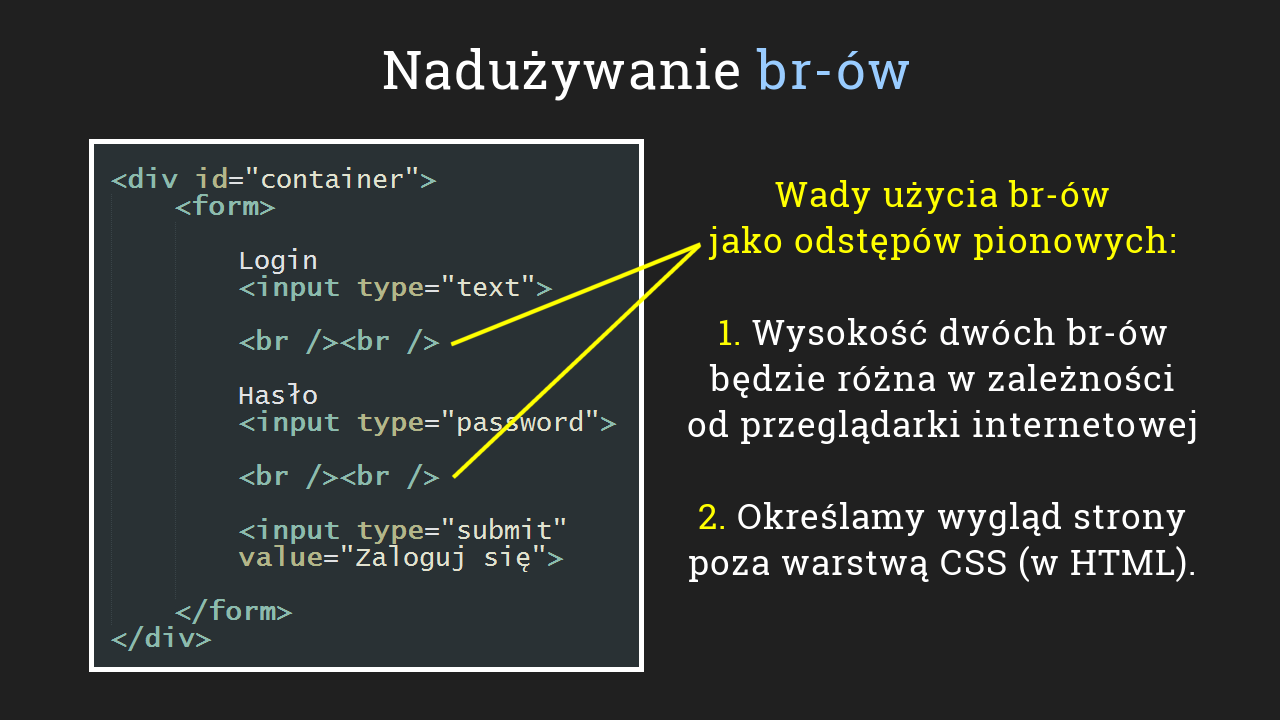 Nadużywanie br-ów
<div id="container">
<form>
Login
<input type="text">
<br /><br />
Hasło
<input type="password">
<br /><br />
<input type="submit"
value="Zaloguj się">
</form>
</div>
Wady użycia br-ów
jako odstępów pionowych:
1. Wysokość dwóch br-ów
będzie różna w zależności
od przeglądarki internetowej
2. Określamy wygląd strony
poza warstwą CSS (w HTML).